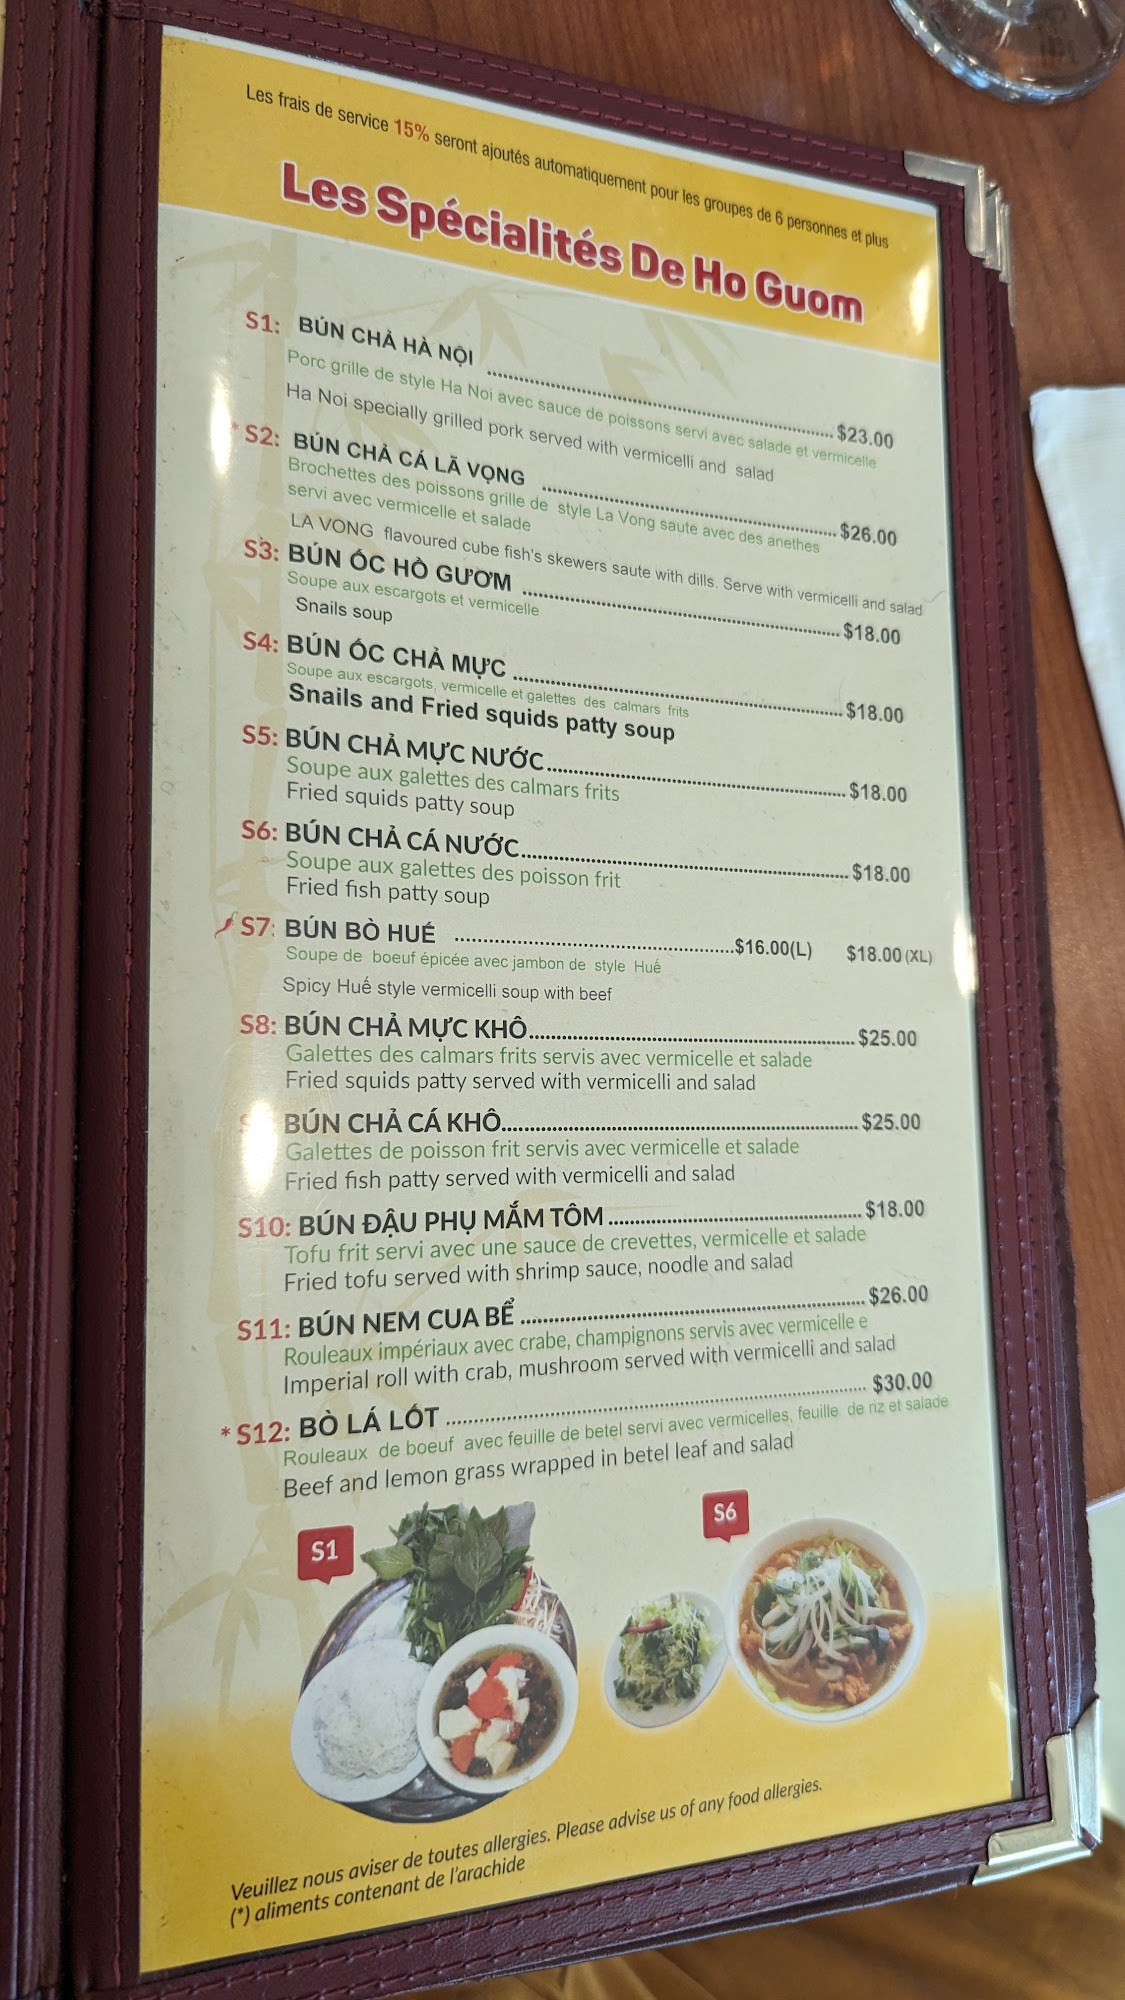 Les frais de service 15% seront ajoutés automatiquement pour les groupes de 6 personnes et plus
Les Spécialités De Ho Guom
S1: BÚN CHẢ HÀ NỘI ........ $23.00
Porc grille de style Ha Noi avec sauce de poissons servi avec salade et vermicelle
Ha Noi specially grilled pork served with vermicelli and salad
* S2: BÚN CHẢ CÁ LÃ VỌNG ........ $26.00
Brochettes des poissons grille de style La Vong saute avec des anethes
servi avec vermicelle et salade
LA VONG flavoured cube fish's skewers saute with dills. Serve with vermicelli and salad
S3: BÚN ỐC HỒ GƯƠM ........ $18.00
Soupe aux escargots et vermicelle
Snails soup
S4: BÚN ỐC CHẢ MỰC ........ $18.00
Soupe aux escargots, vermicelle et galettes des calmars frits
Snails and Fried squids patty soup
S5: BÚN CHẢ MỰC NƯỚC ........ $18.00
Soupe aux galettes des calmars frits
Fried squids patty soup
S6: BÚN CHẢ CÁ NƯỚC ........ $18.00
Soupe aux galettes des poisson frit
Fried fish patty soup
S7: BÚN BÒ HUẾ ........ $16.00(L) $18.00(XL)
Soupe de boeuf épicée avec jambon de style Huế
Spicy Huế style vermicelli soup with beef
S8: BÚN CHẢ MỰC KHÔ ........ $25.00
Galettes des calmars frits servis avec vermicelle et salade
Fried squids patty served with vermicelli and salad
BÚN CHẢ CÁ KHÔ ........ $25.00
Galettes de poisson frit servis avec vermicelle et salade
Fried fish patty served with vermicelli and salad
S10: BÚN ĐẬU PHỤ MẮM TÔM ........ $18.00
Tofu frit servi avec une sauce de crevettes, vermicelle et salade
Fried tofu served with shrimp sauce, noodle and salad
S11: BÚN NEM CUA BỂ ........ $26.00
Rouleaux impériaux avec crabe, champignons servis avec vermicelle e
Imperial roll with crab, mushroom served with vermicelli and salad
* S12: BÒ LÁ LỐT ........ $30.00
Rouleaux de boeuf avec feuille de betel servi avec vermicelles, feuille de riz et salade
Beef and lemon grass wrapped in betel leaf and salad
S1
S6
Veuillez nous aviser de toutes allergies. Please advise us of any food allergies.
(*) aliments contenant de l'arachide